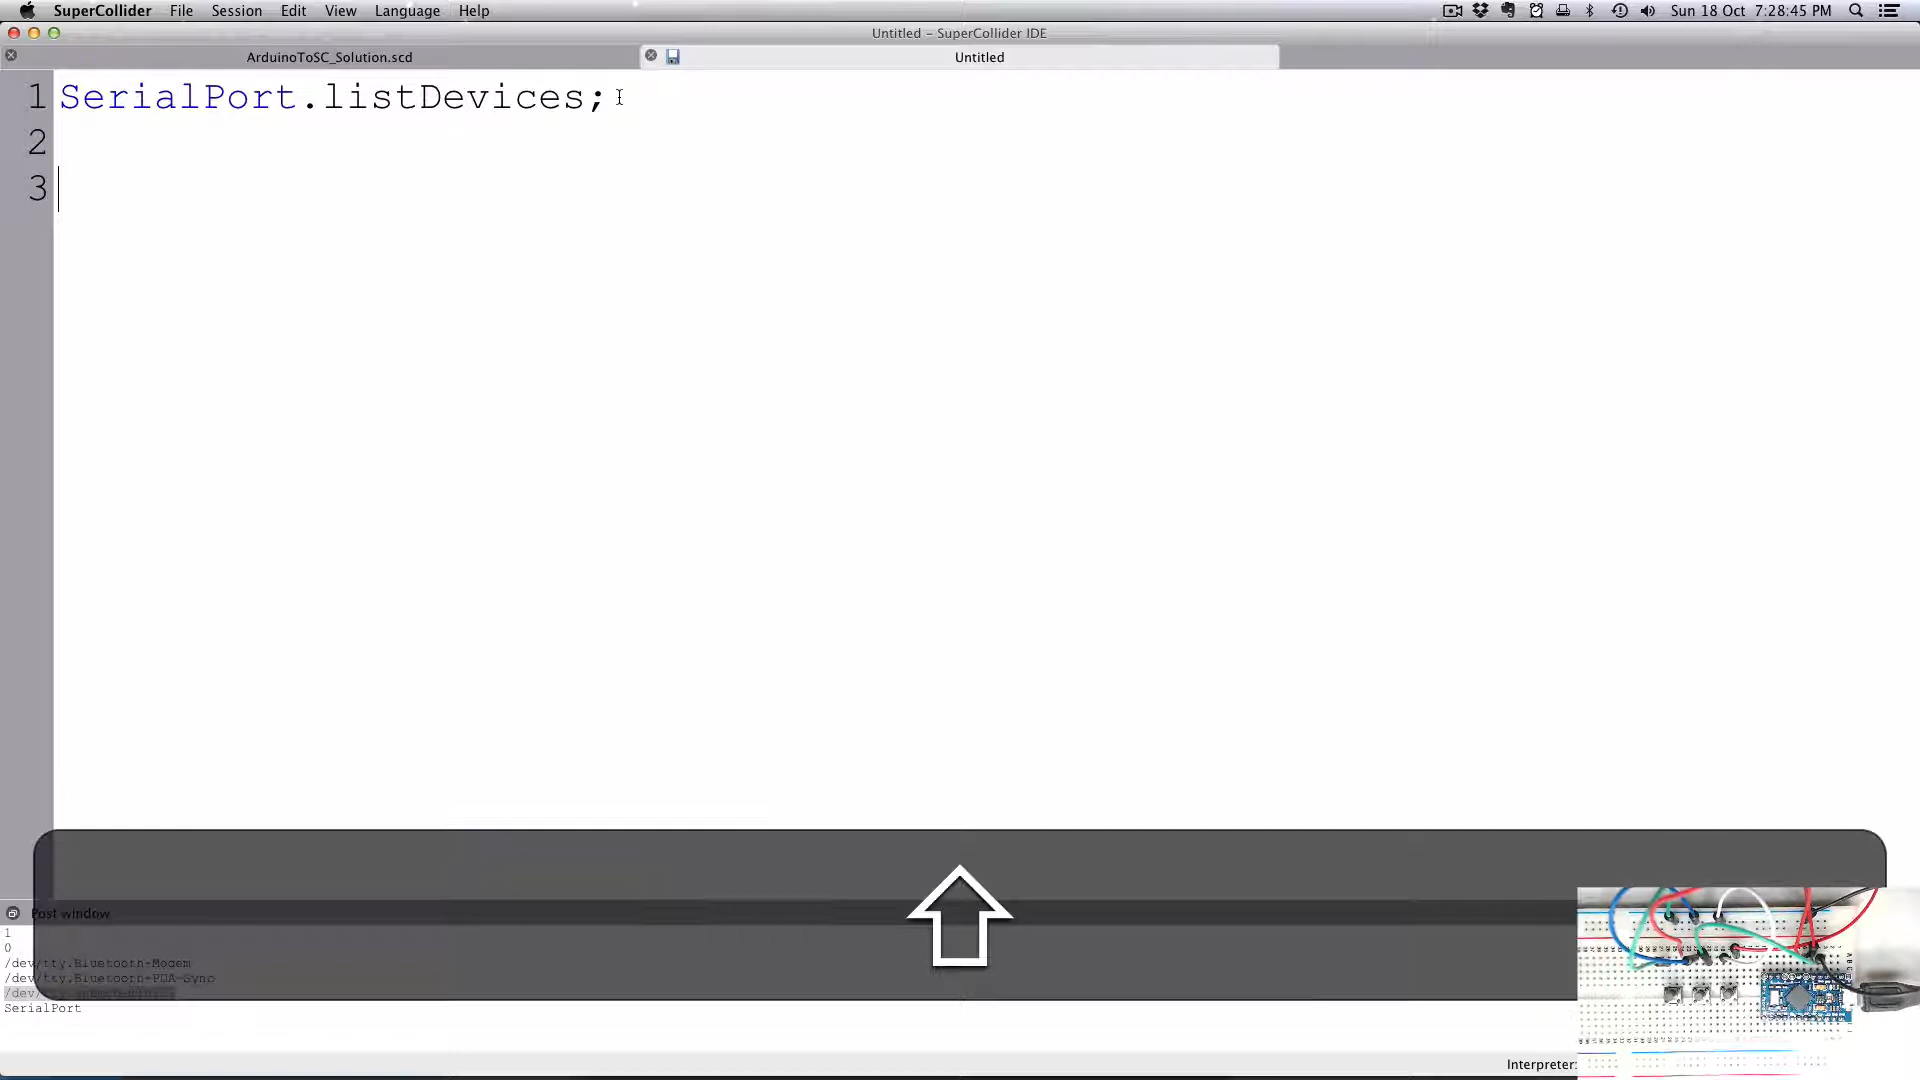 SuperCollider File Session Edit View Language Help Sun 18 Oct 7:28:45 PM
Untitled – SuperCollider IDE
ArduinoToSC_Solution.scd Untitled
1 SerialPort.listDevices;
2
3
Post window
1
0
/dev/tty.Bluetooth-Modem
/dev/tty.Bluetooth-PDA-Sync
SerialPort
Interpreter: